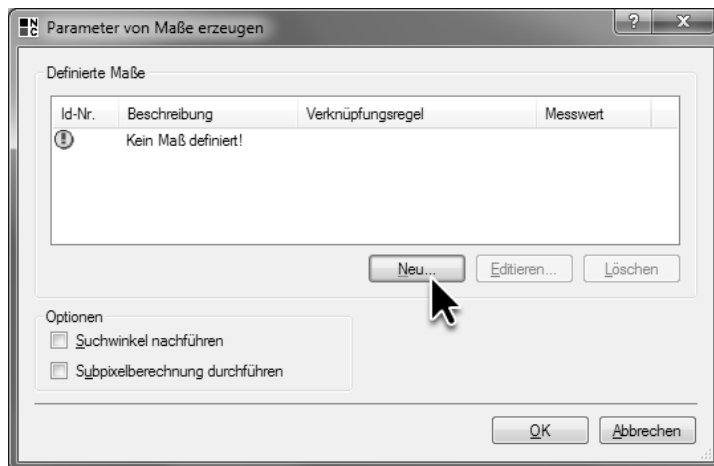 NC Parameter von Maße erzeugen ? X
Definierte Maße
Id-Nr. Beschreibung Verknüpfungsregel Messwert
Kein Maß definiert!
Neu... Editieren... Löschen
Optionen
Suchwinkel nachführen
Subpixelberechnung durchführen
OK Abbrechen